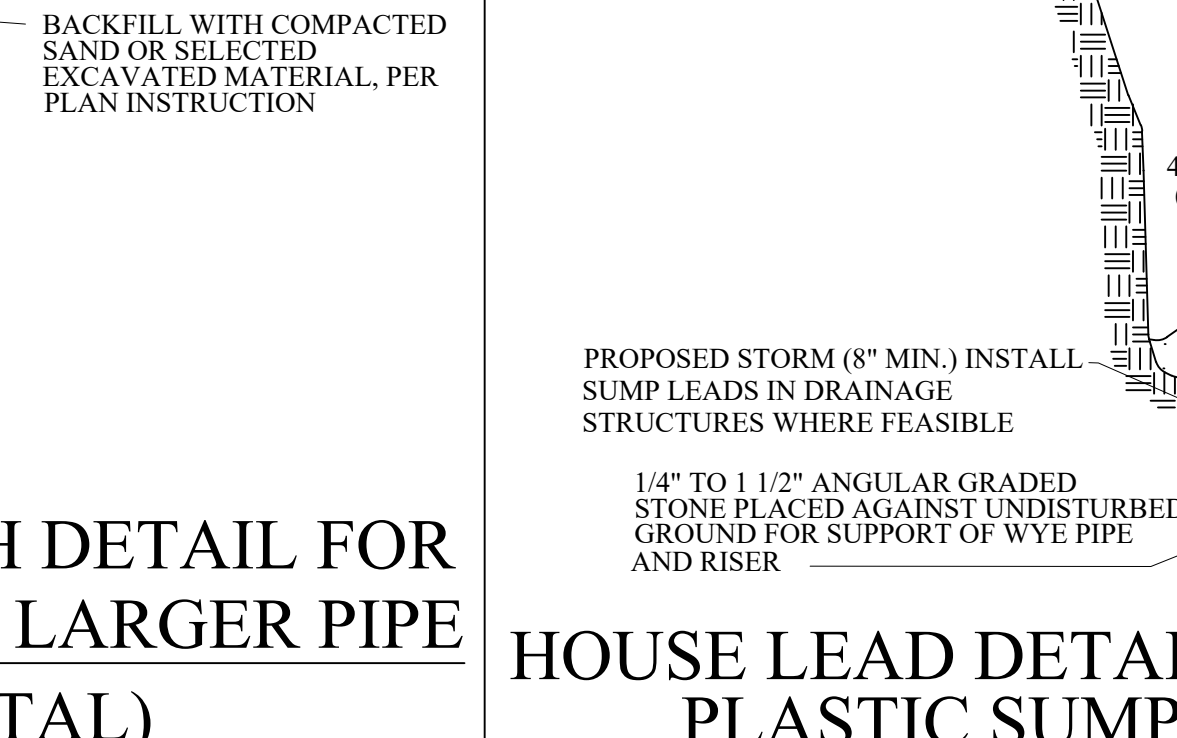 BACKFILL WITH COMPACTED
SAND OR SELECTED
EXCAVATED MATERIAL, PER
PLAN INSTRUCTION
H DETAIL FOR
LARGER PIPE
TAL)
4
PROPOSED STORM (8" MIN.) INSTALL
SUMP LEADS IN DRAINAGE
STRUCTURES WHERE FEASIBLE
1/4" TO 1 1/2" ANGULAR GRADED
STONE PLACED AGAINST UNDISTURBED
GROUND FOR SUPPORT OF WYE PIPE
AND RISER
HOUSE LEAD DETAI
PLASTIC SUMP